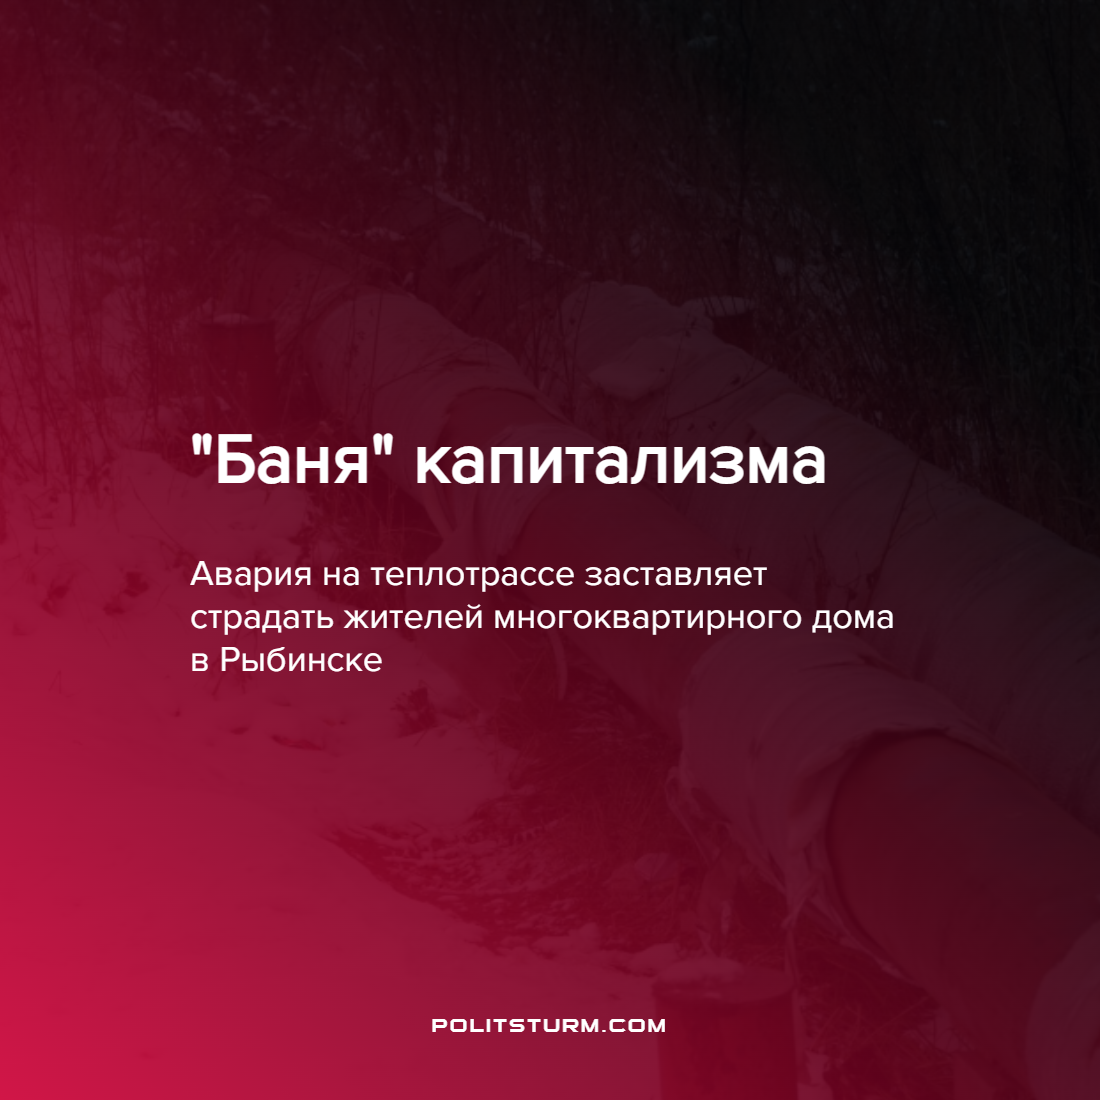 "Баня" капитализма
Авария на теплотрассе заставляет
страдать жителей многоквартирного дома
в Рыбинске
POLITSTURM.COM